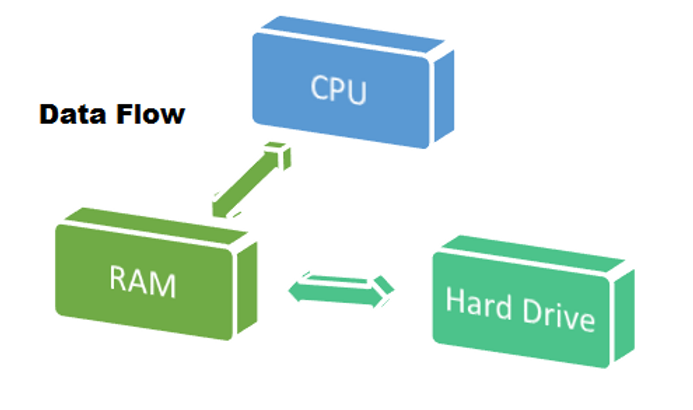 CPU
Data Flow
RAM
Hard Drive